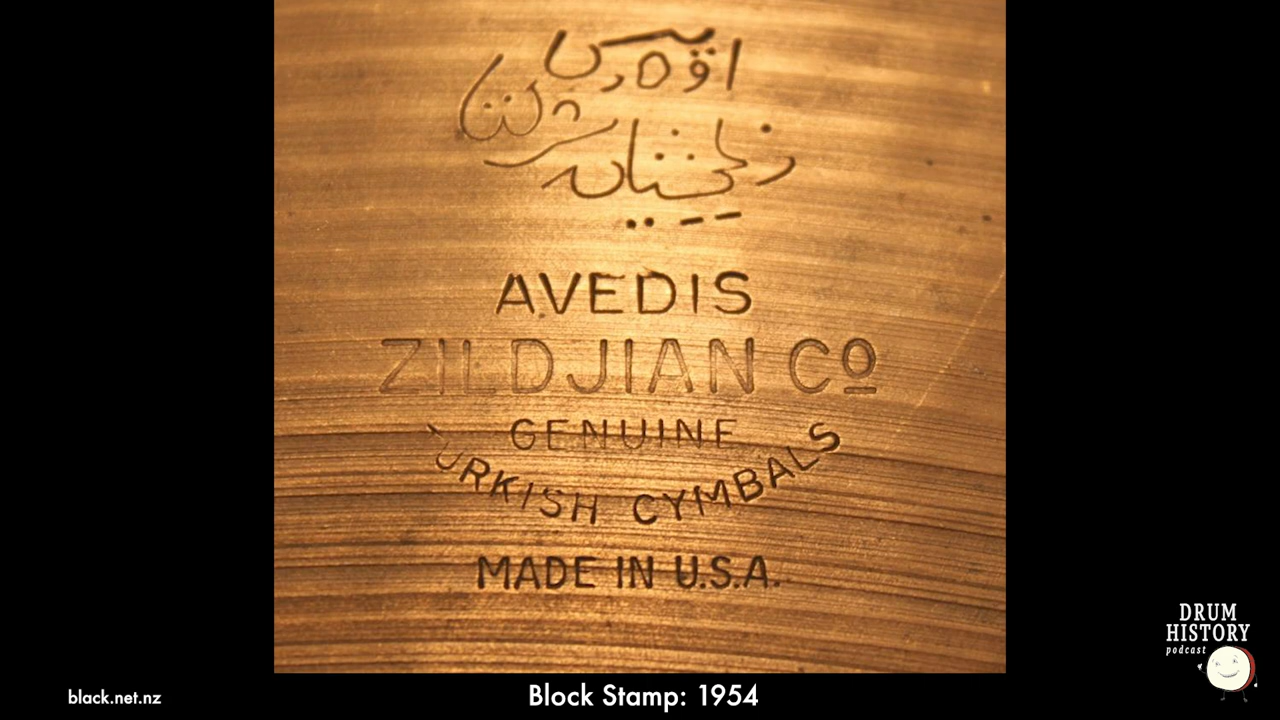 AVEDIS
ZILDJIAN Cº
GENUINE
TURKISH CYMBALS
MADE IN U.S.A.
DRUM
HISTORY
podcast
black.net.nz
Block Stamp: 1954